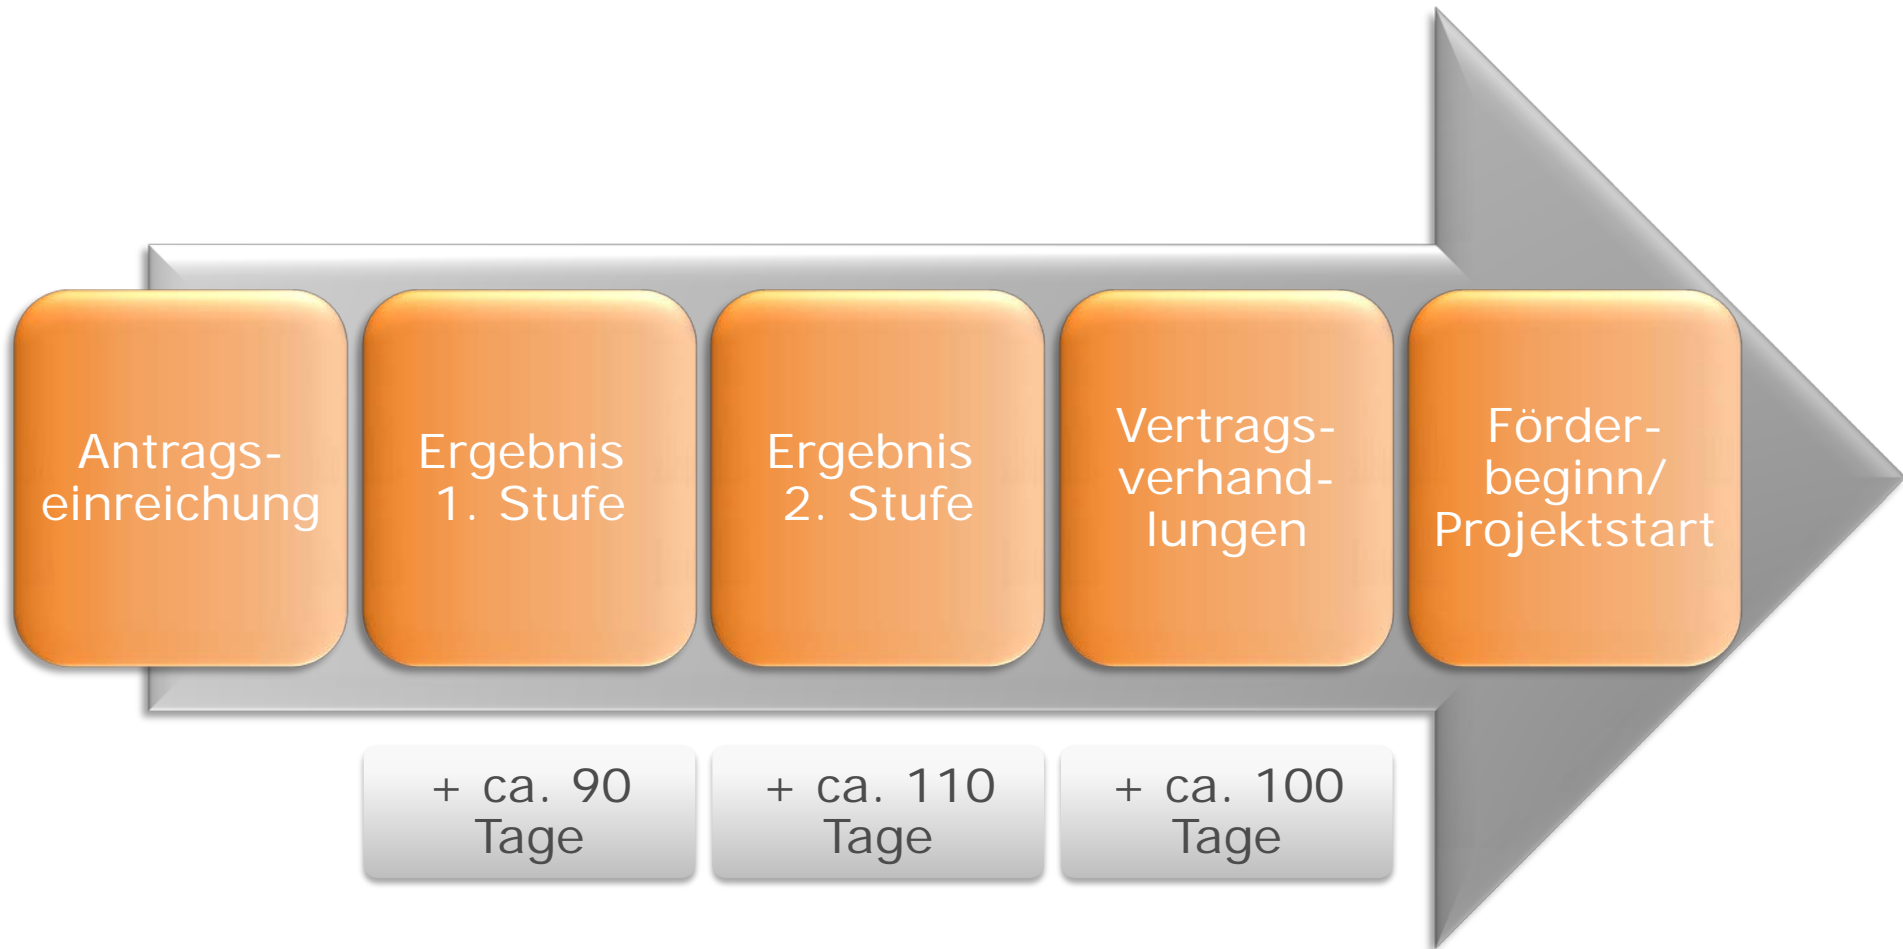 Antrags-
einreichung
Ergebnis
1. Stufe
Ergebnis
2. Stufe
Vertrags-
verhand-
lungen
Förder-
beginn/
Projektstart
+ ca. 90
Tage
+ ca. 110
Tage
+ ca. 100
Tage